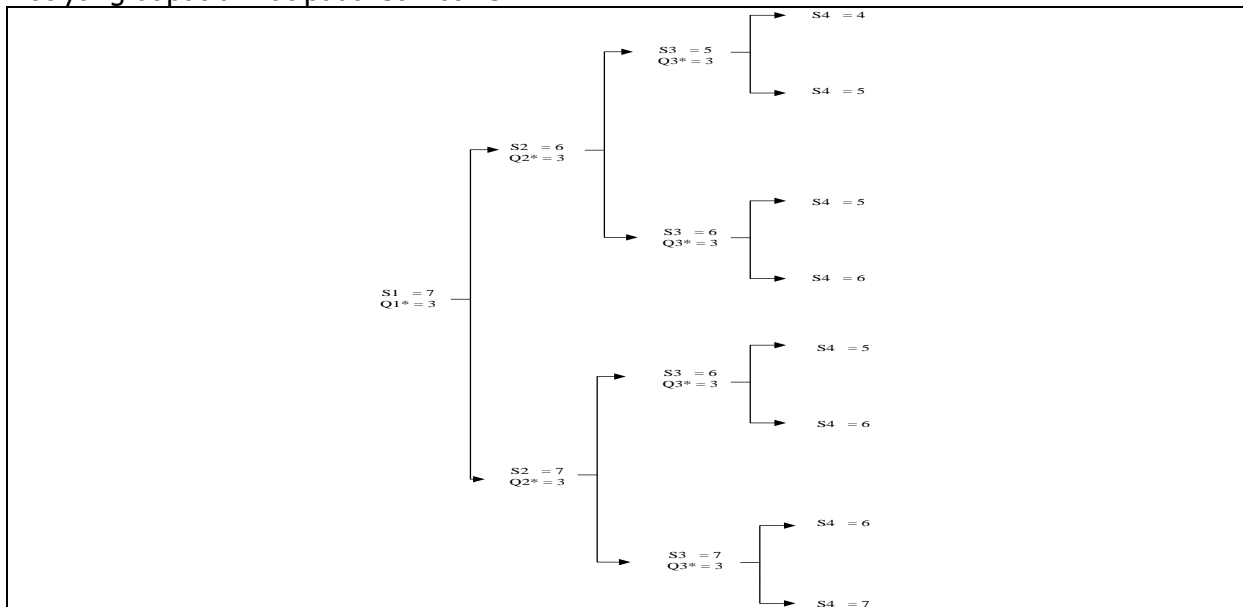 S4 = 4
S3 = 5
Q3* = 3
S4 = 5
S2 = 6
Q2* = 3
S4 = 5
S3 = 6
Q3* = 3
S4 = 6
S1 = 7
Q1* = 3
S4 = 5
S3 = 6
Q3* = 3
S4 = 6
S2 = 7
Q2* = 3
S4 = 6
S3 = 7
Q3* = 3
S4 = 7